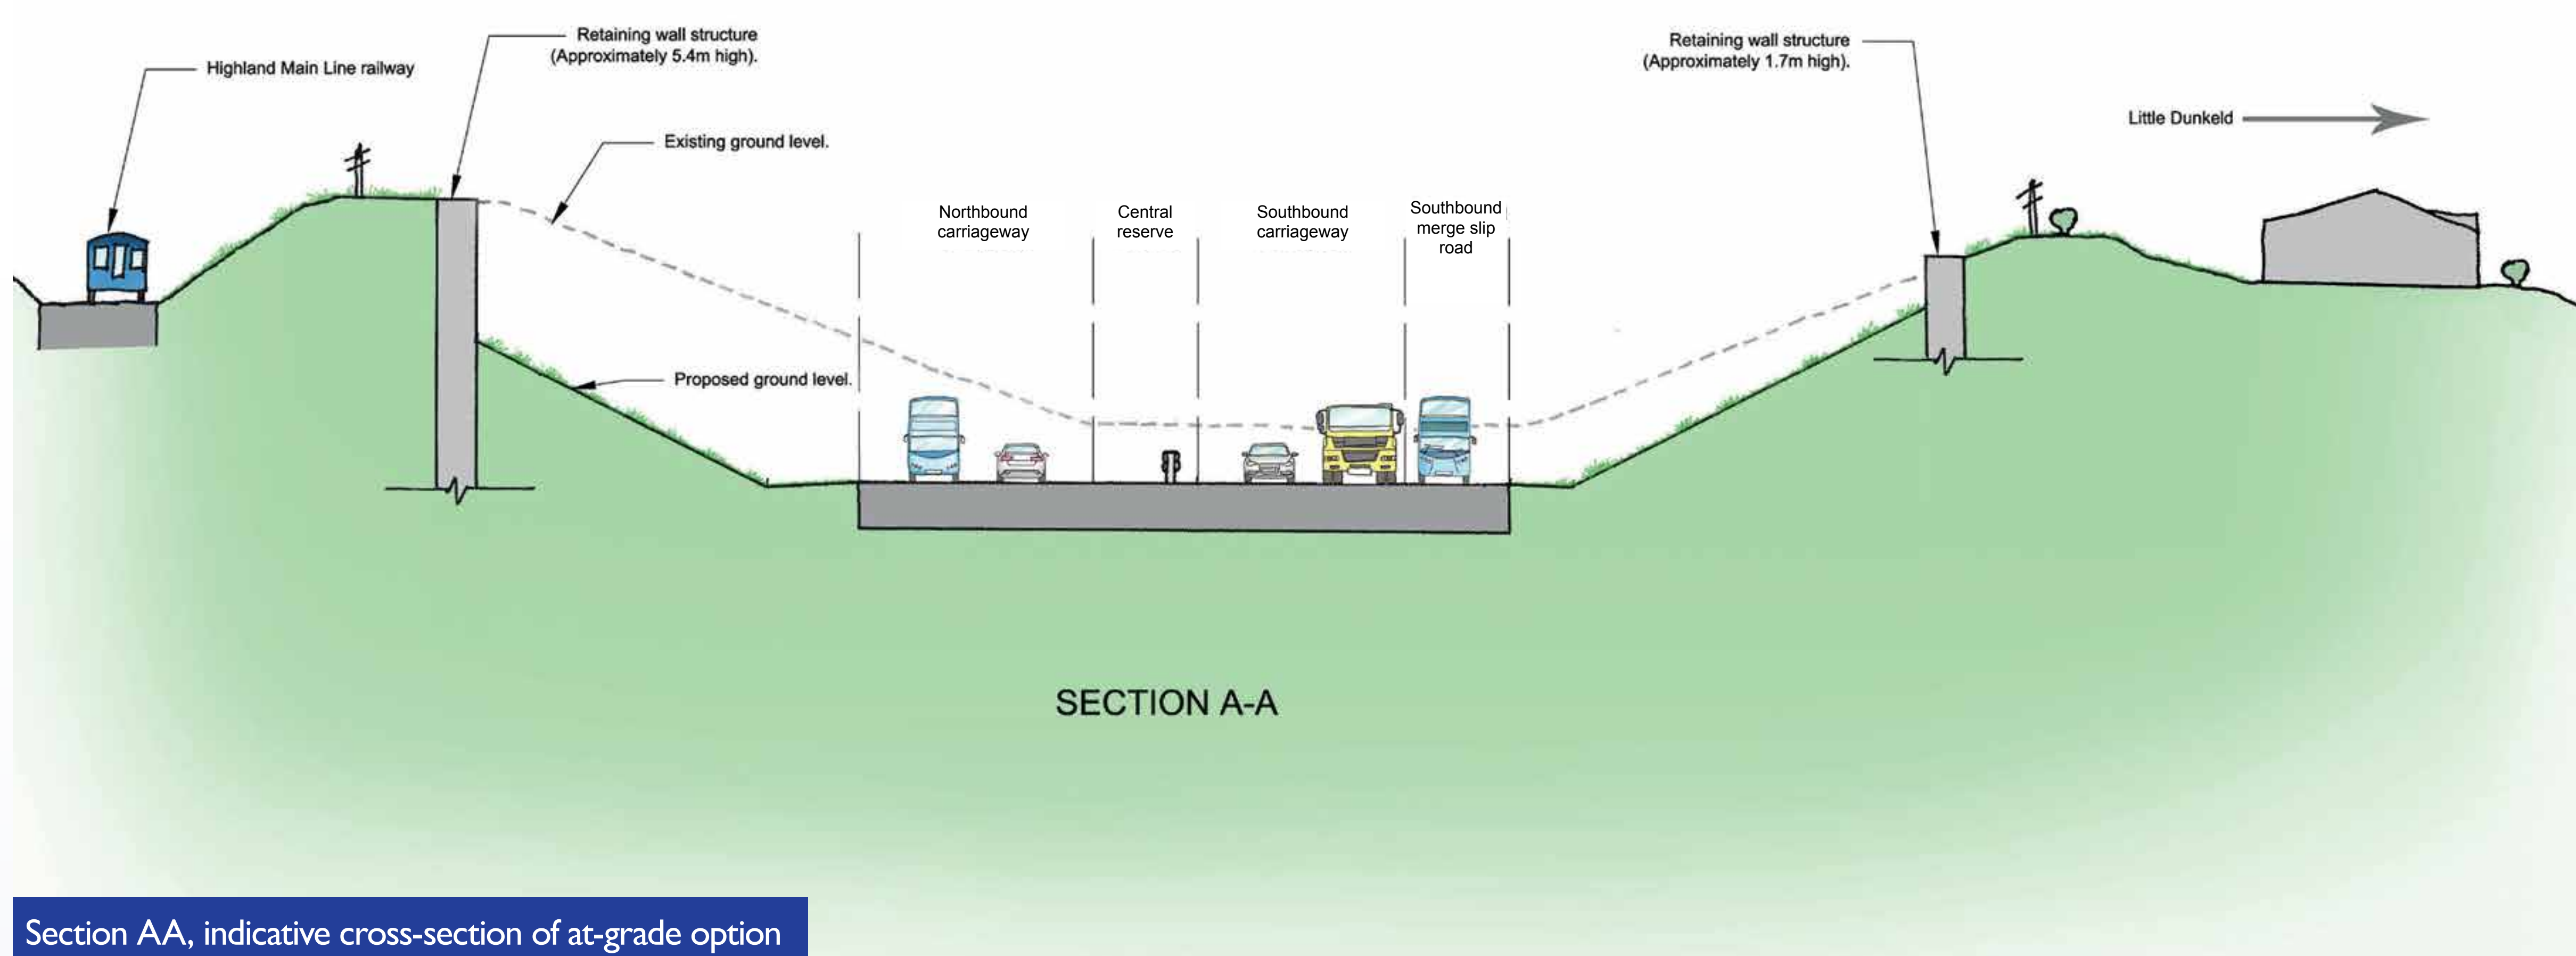 Retaining wall structure
(Approximately 5.4m high).
Highland Main Line railway
Existing ground level.
Retaining wall structure
(Approximately 1.7m high).
Little Dunkeld
Northbound
carriageway
Central
reserve
Southbound
carriageway
Southbound
merge slip
road
Proposed ground level.
SECTION A-A
Section AA, indicative cross-section of at-grade option